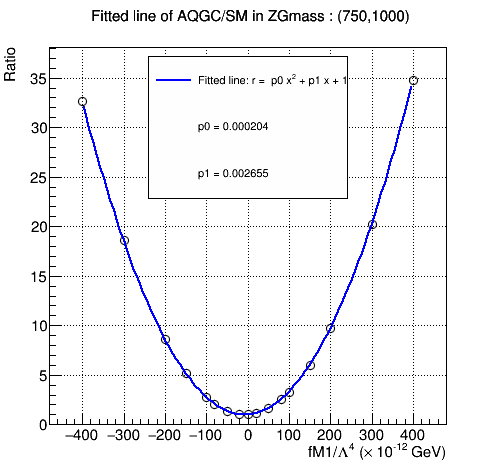 Fitted line of AQGC/SM in ZGmass : (750,1000)
Ratio
Fitted line: r = p0 x² + p1 x + 1
p0 = 0.000204
p1 = 0.002655
35
30
25
20
15
10
5
0
−400 −300 −200 −100 0 100 200 300 400
fM1/Λ⁴ (× 10⁻¹² GeV)